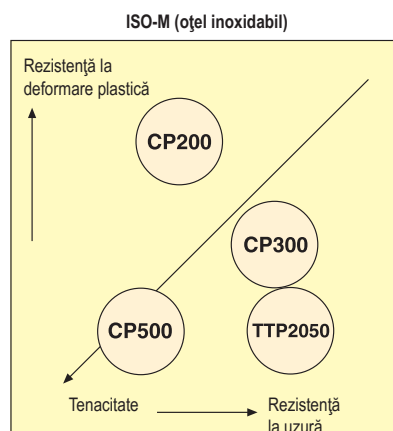 ISO-M (oţel inoxidabil)
Rezistenţă la
deformare plastică
CP200
CP300
CP500
TTP2050
Tenacitate
Rezistenţă
la uzură